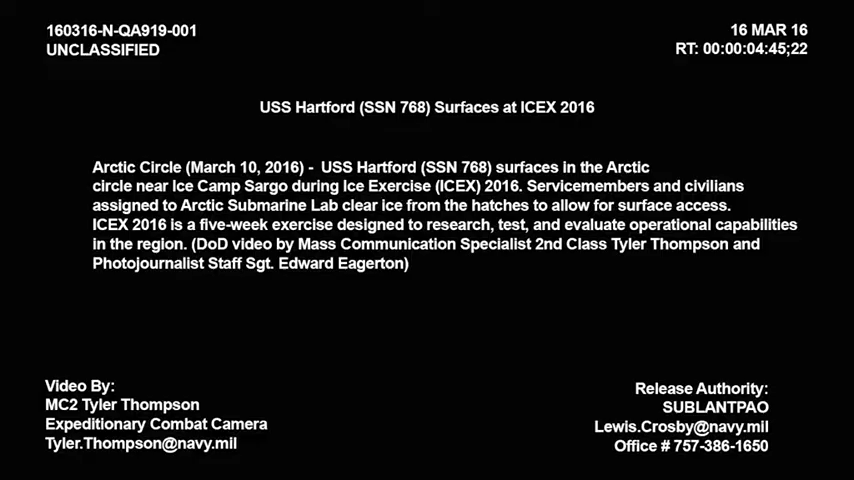 160316-N-QA919-001
UNCLASSIFIED
16 MAR 16
RT: 00:00:04:45;22
USS Hartford (SSN 768) Surfaces at ICEX 2016
Arctic Circle (March 10, 2016) - USS Hartford (SSN 768) surfaces in the Arctic
circle near Ice Camp Sargo during Ice Exercise (ICEX) 2016. Servicemembers and civilians
assigned to Arctic Submarine Lab clear ice from the hatches to allow for surface access.
ICEX 2016 is a five-week exercise designed to research, test, and evaluate operational capabilities
in the region. (DoD video by Mass Communication Specialist 2nd Class Tyler Thompson and
Photojournalist Staff Sgt. Edward Eagerton)
Video By:
MC2 Tyler Thompson
Expeditionary Combat Camera
Tyler.Thompson@navy.mil
Release Authority:
SUBLANTPAO
Lewis.Crosby@navy.mil
Office # 757-386-1650